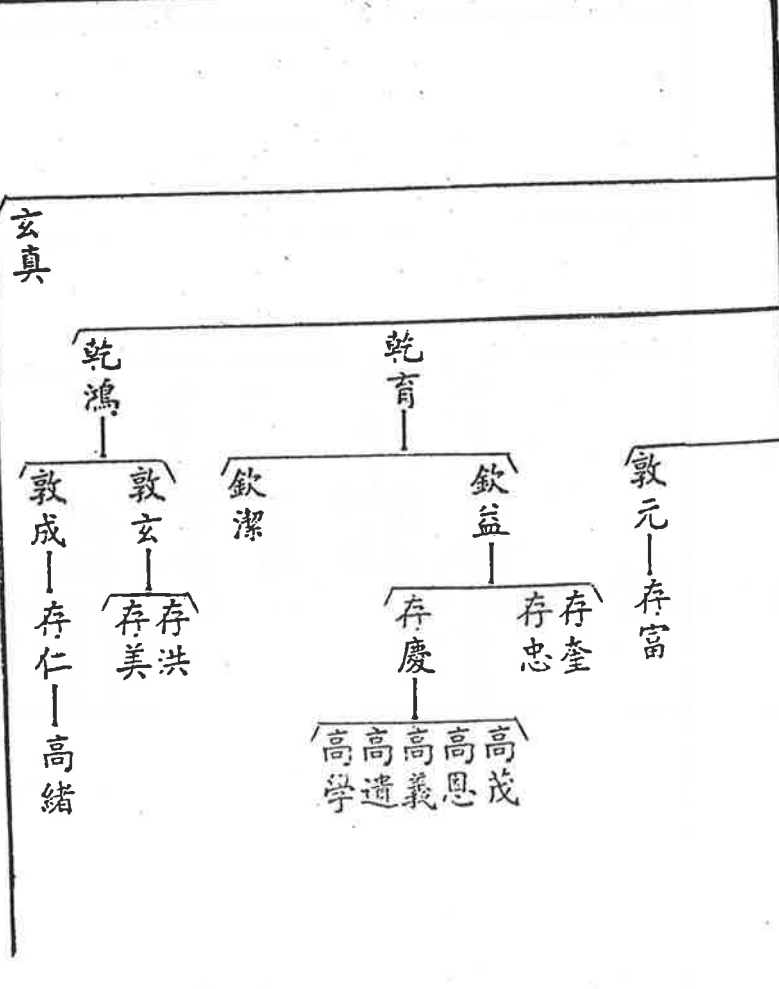 玄真
乾育
乾鴻
敦元
欽益
欽潔
敦玄
敦成
存富
存奎
存忠
存慶
存洪
存美
存仁
高茂
高恩
高義
高遺
高学
高緒